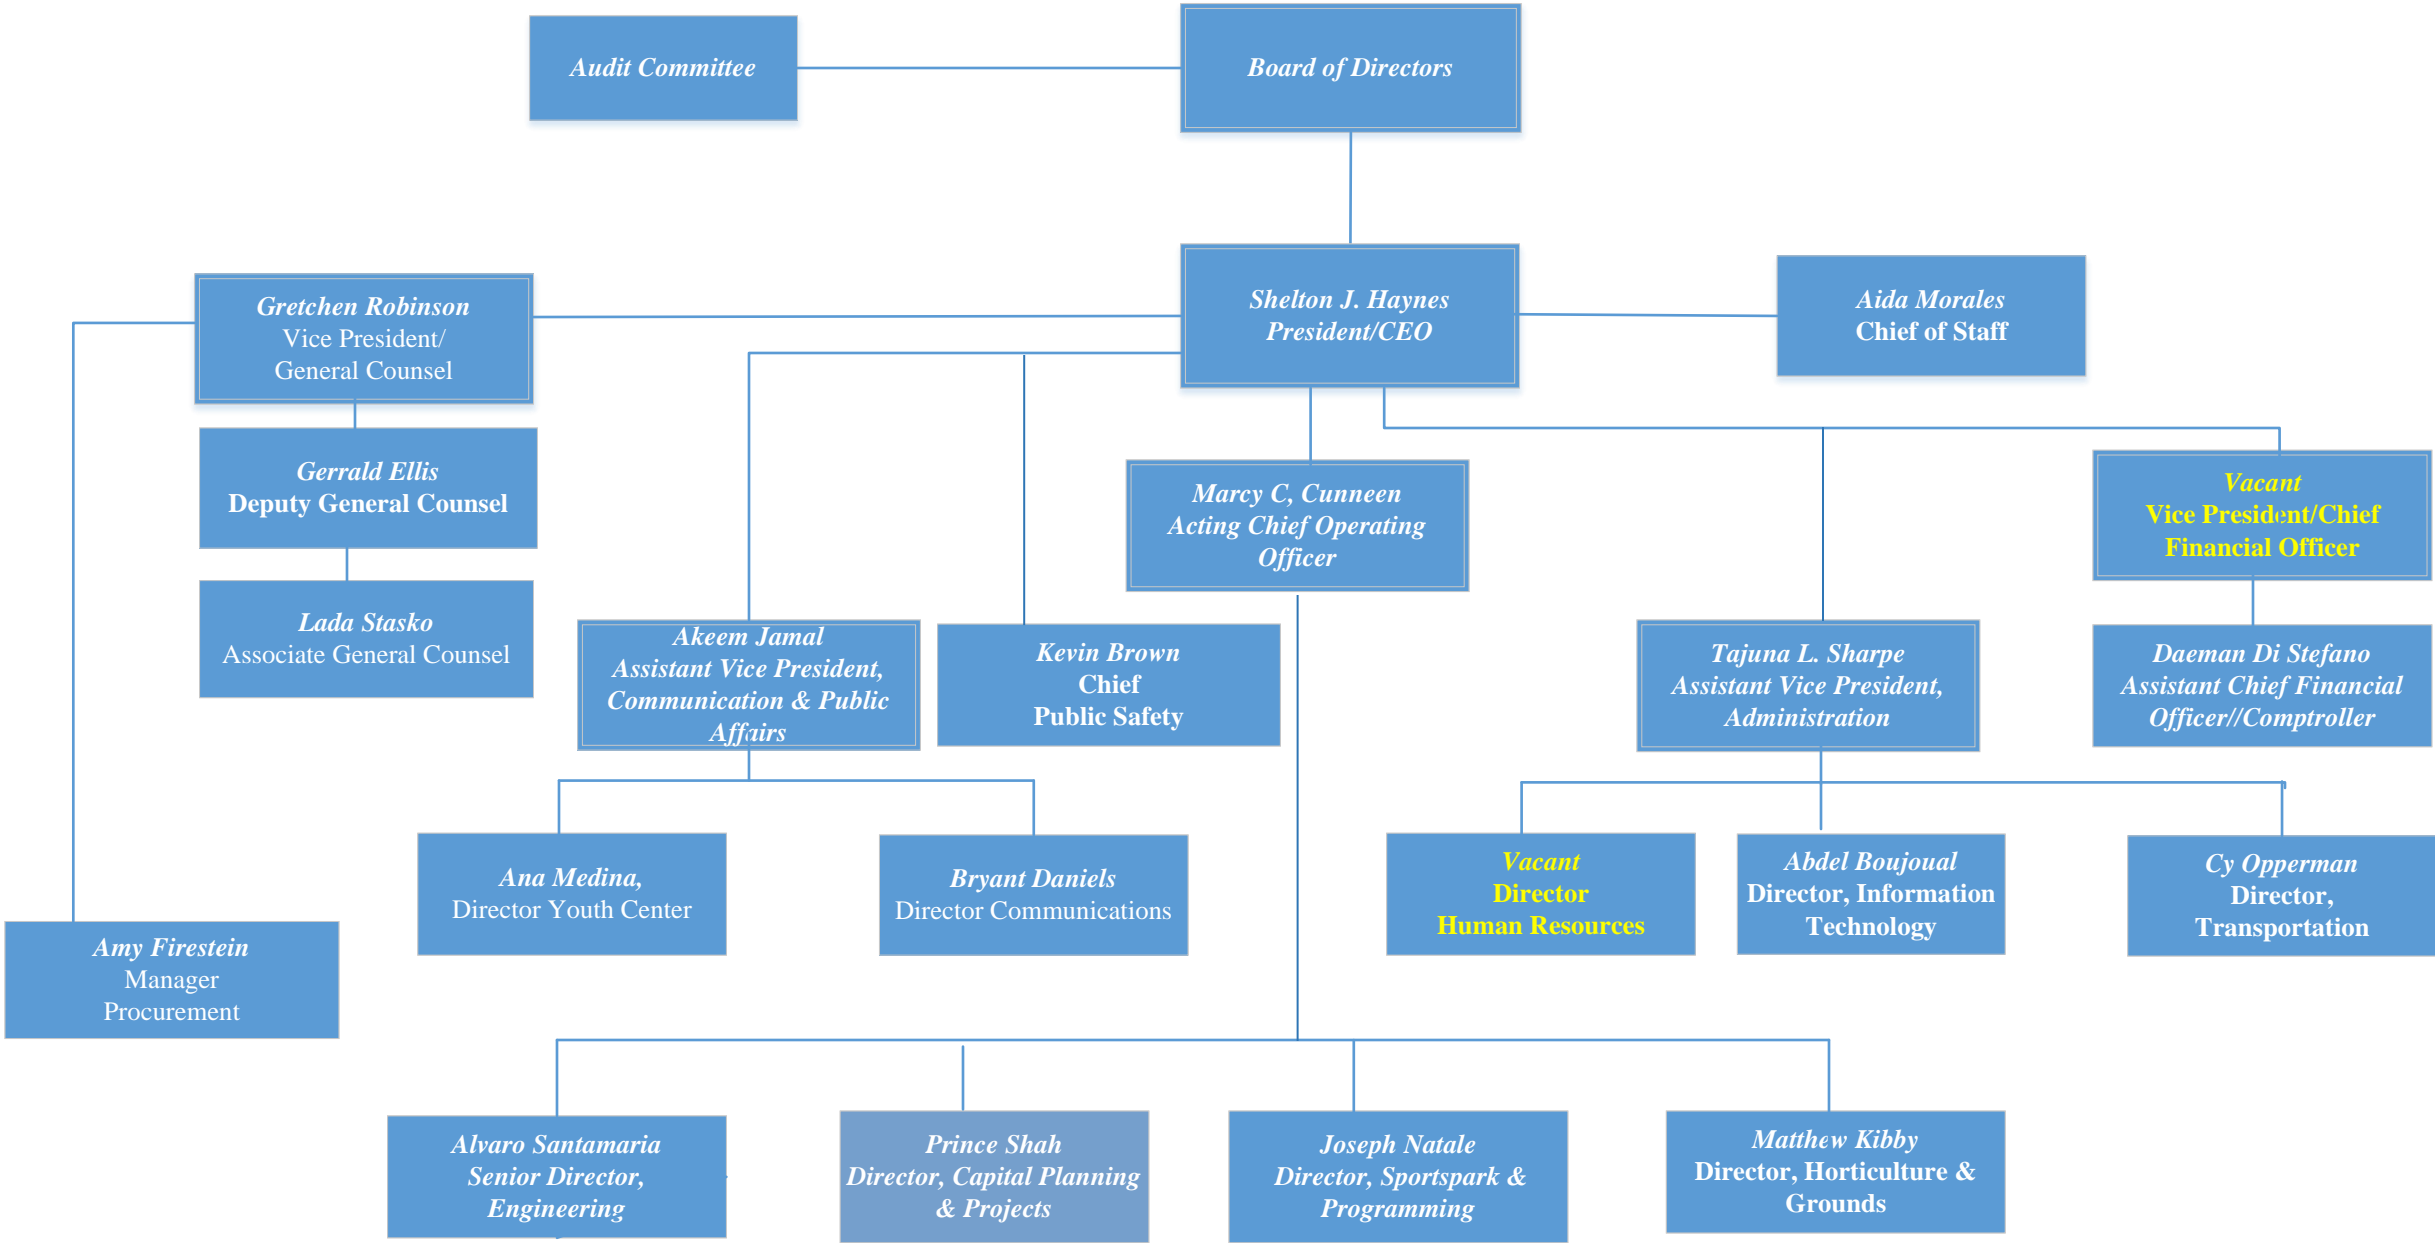 Audit Committee
Board of Directors
Gretchen Robinson
Vice President/
General Counsel
Shelton J. Haynes
President/CEO
Aida Morales
Chief of Staff
Gerrald Ellis
Deputy General Counsel
Marcy C, Cunneen
Acting Chief Operating
Officer
Vacant
Vice President/Chief
Financial Officer
Lada Stasko
Associate General Counsel
Akeem Jamal
Assistant Vice President,
Communication & Public
Affairs
Kevin Brown
Chief
Public Safety
Tajuna L. Sharpe
Assistant Vice President,
Administration
Daeman Di Stefano
Assistant Chief Financial
Officer//Comptroller
Ana Medina,
Director Youth Center
Bryant Daniels
Director Communications
Vacant
Director
Human Resources
Abdel Boujoual
Director, Information
Technology
Cy Opperman
Director,
Transportation
Amy Firestein
Manager
Procurement
Alvaro Santamaria
Senior Director,
Engineering
Prince Shah
Director, Capital Planning
& Projects
Joseph Natale
Director, Sportspark &
Programming
Matthew Kibby
Director, Horticulture &
Grounds